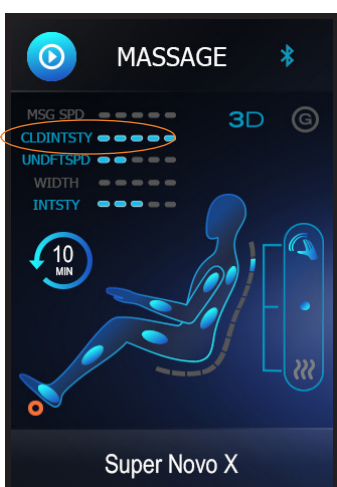 MASSAGE
MSG SPD
3D G
CLDINTSTY
UNDFTSPD
WIDTH
INTSTY
10
MIN
Super Novo X